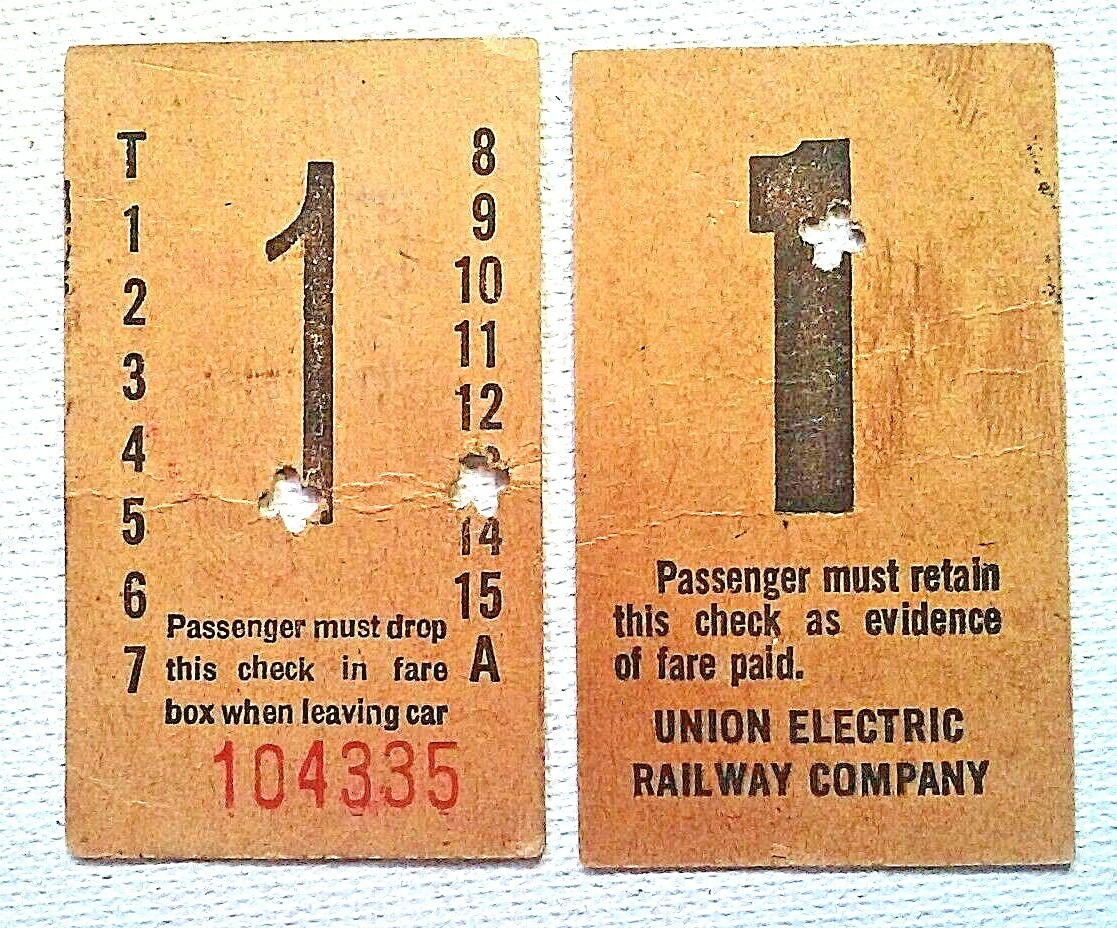 T
1
2
3
4
5
6
7
1
8
9
10
11
12
14
15
A
Passenger must drop
this check in fare
box when leaving car
104335
1
Passenger must retain
this check as evidence
of fare paid.
UNION ELECTRIC
RAILWAY COMPANY